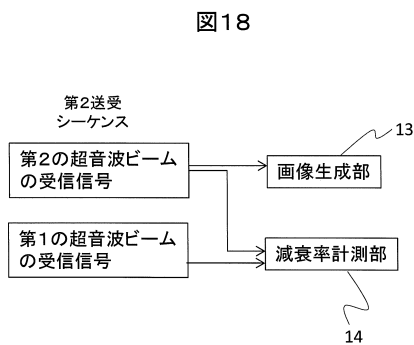 図18
第2送受
シーケンス
13
第2の超音波ビーム
の受信信号
画像生成部
第1の超音波ビーム
の受信信号
減衰率計測部
14